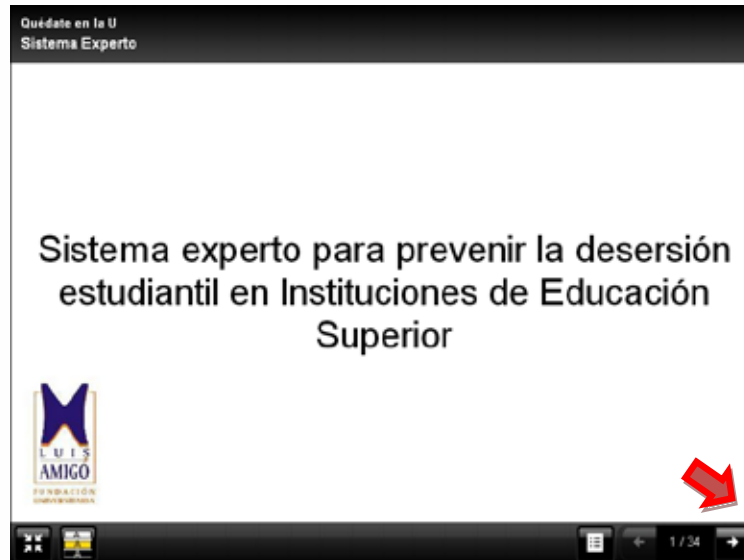 Quédate en la U
Sistema Experto
Sistema experto para prevenir la desersión
estudiantil en Instituciones de Educación
Superior
LUIS
AMIGÓ
FUNDACIÓN
1 / 34